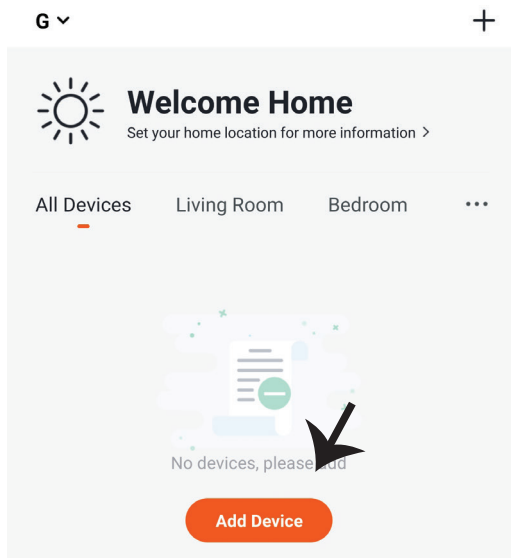 G
Welcome Home
Set your home location for more information >
All Devices Living Room Bedroom ...
No devices, please add
Add Device